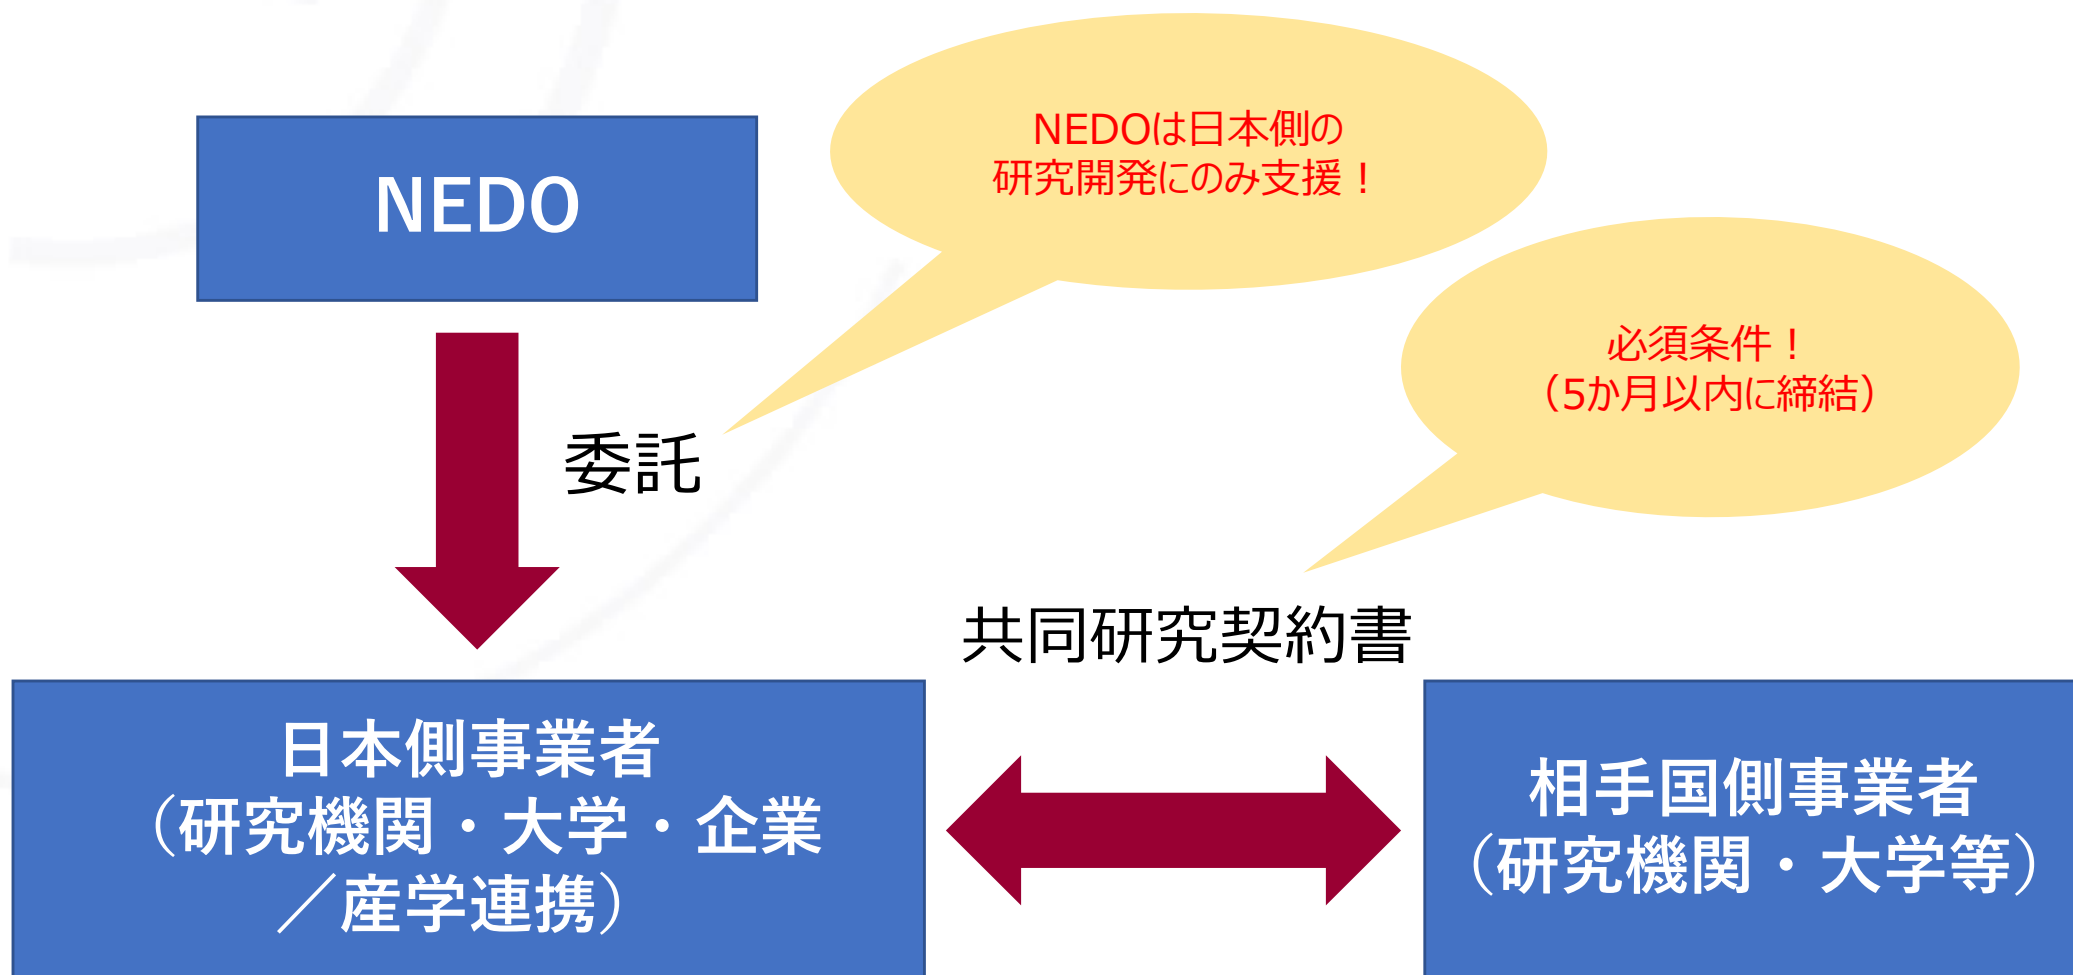 NEDO
NEDOは日本側の
研究開発にのみ支援！
必須条件！
（5か月以内に締結）
委託
共同研究契約書
日本側事業者
（研究機関・大学・企業
／産学連携）
相手国側事業者
（研究機関・大学等）